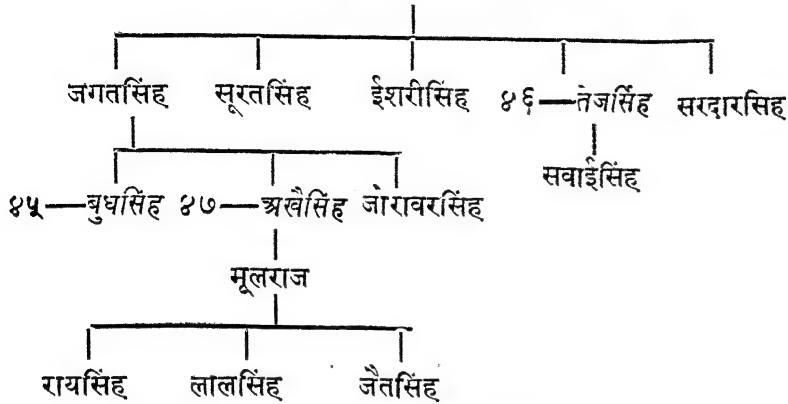 जगतसिंह सूरतसिंह ईशरीसिंह ४६—तेजसिंह सरदारसिह
सवाईसिंह
४५—बुधसिंह ४७—अखैसिंह जोरावरसिंह
मूलराज
रायसिंह लालसिंह जैतसिंह